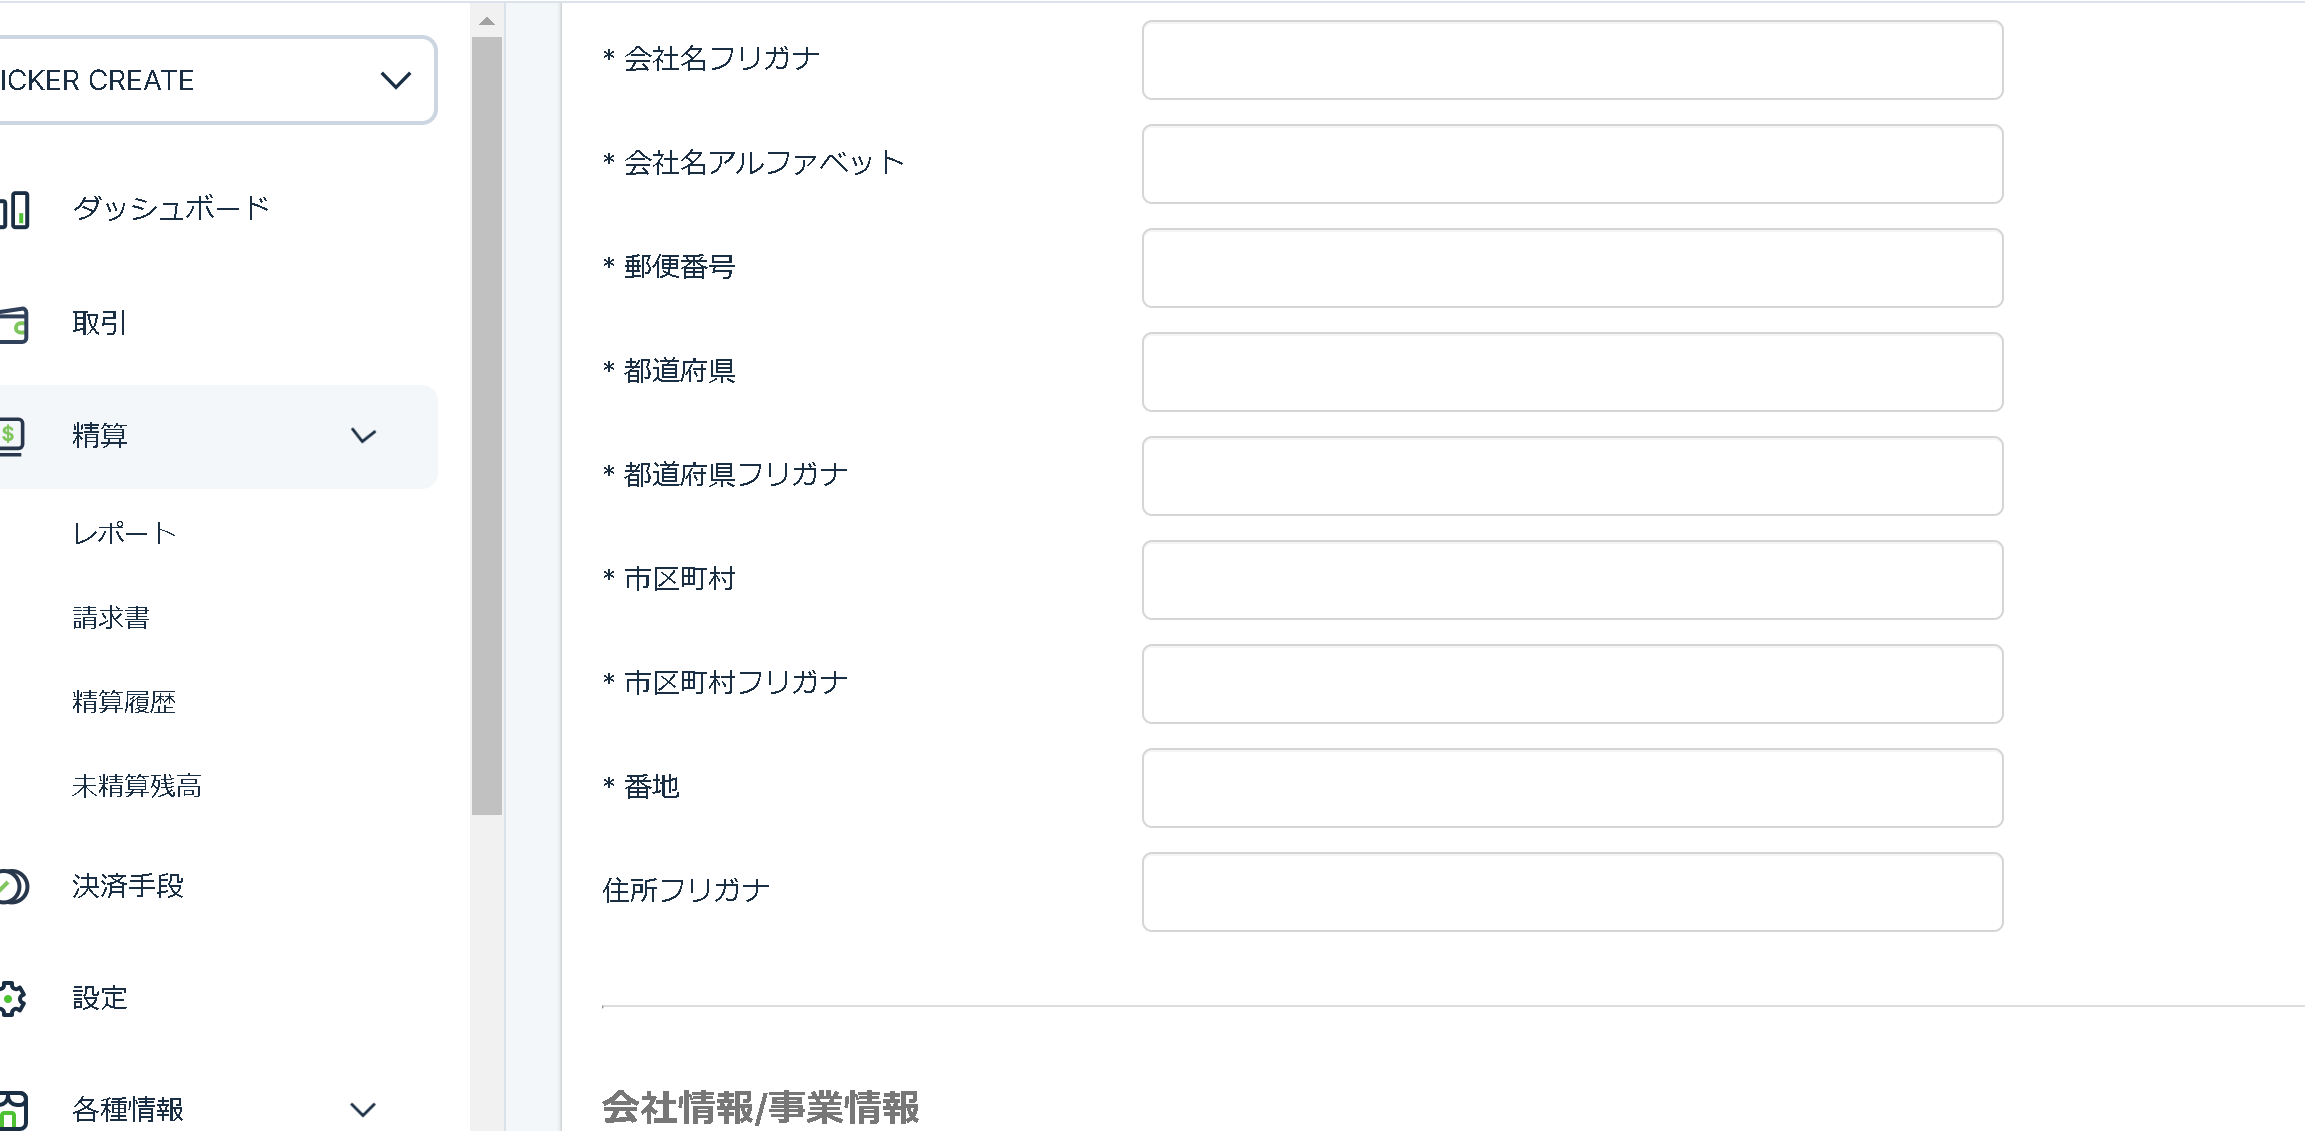 ICKER CREATE
ダッシュボード
取引
精算
レポート
請求書
精算履歴
未精算残高
決済手段
設定
各種情報
* 会社名フリガナ
* 会社名アルファベット
* 郵便番号
* 都道府県
* 都道府県フリガナ
* 市区町村
* 市区町村フリガナ
* 番地
住所フリガナ
会社情報/事業情報